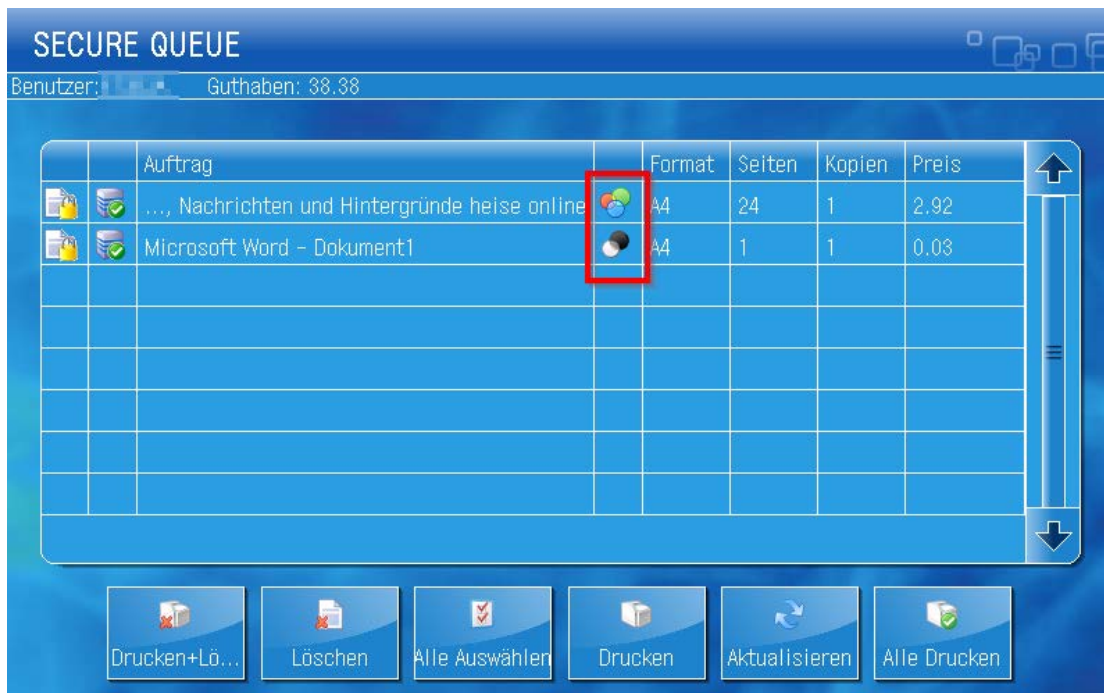 SECURE QUEUE
Benutzer: Guthaben: 38.38
Auftrag Format Seiten Kopien Preis
..., Nachrichten und Hintergründe heise online A4 24 1 2.92
Microsoft Word - Dokument1 A4 1 1 0.03
Drucken+Lö... Löschen Alle Auswählen Drucken Aktualisieren Alle Drucken